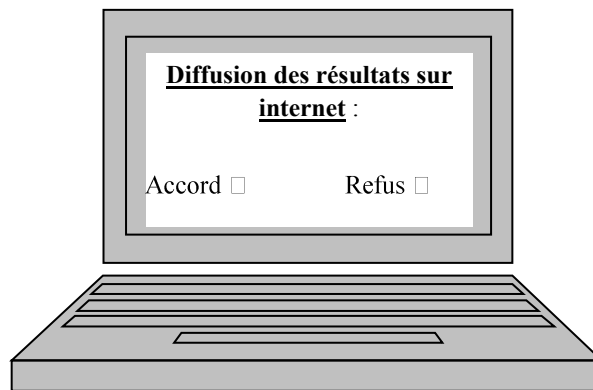 Diffusion des résultats sur
internet :
Accord □ Refus □